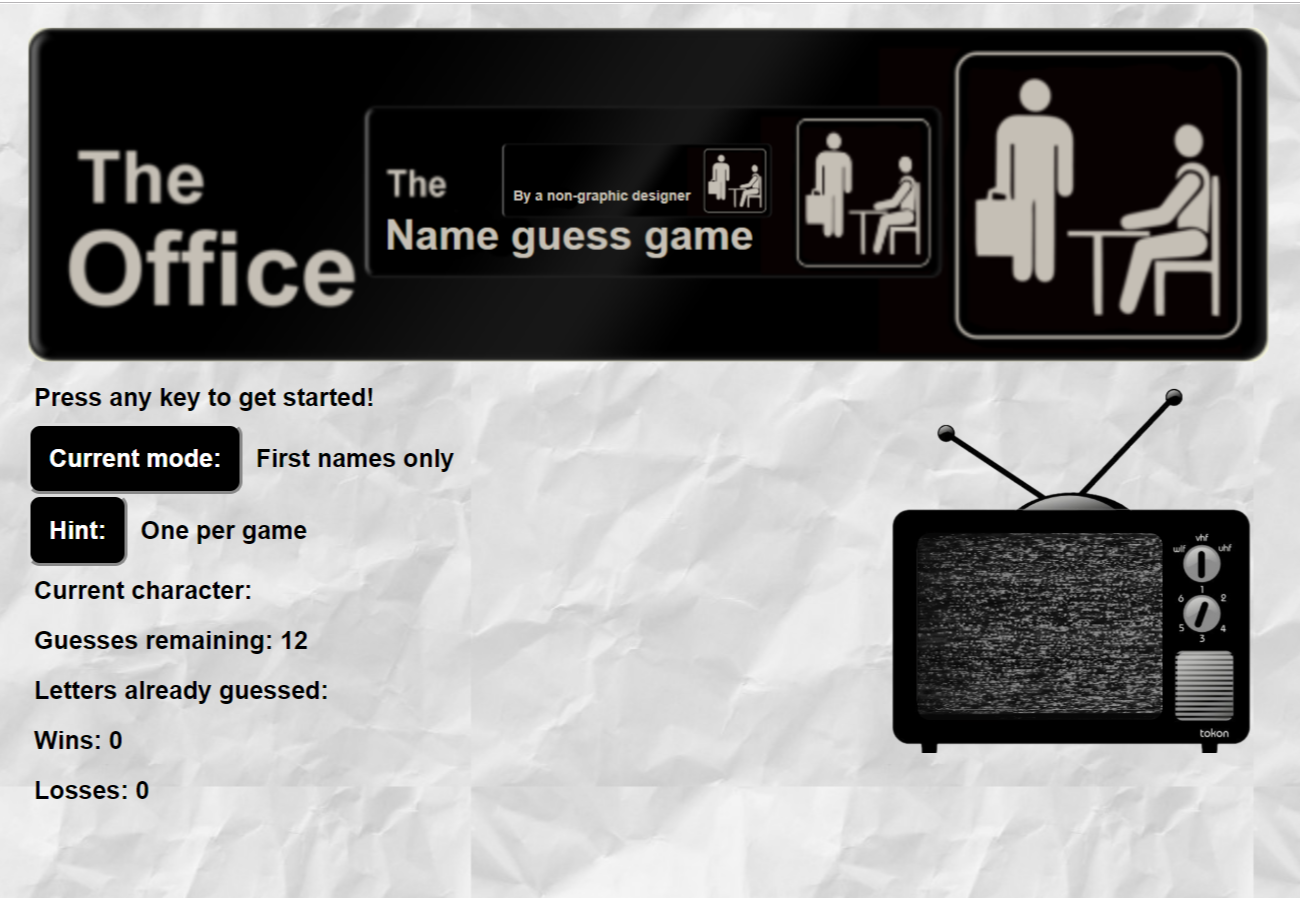 The
Office
The
Name guess game
By a non-graphic designer
Press any key to get started!
Current mode: First names only
Hint: One per game
Current character:
Guesses remaining: 12
Letters already guessed:
Wins: 0
Losses: 0
vhf
wlf uhf
1
6 2
5 4
3
tokon